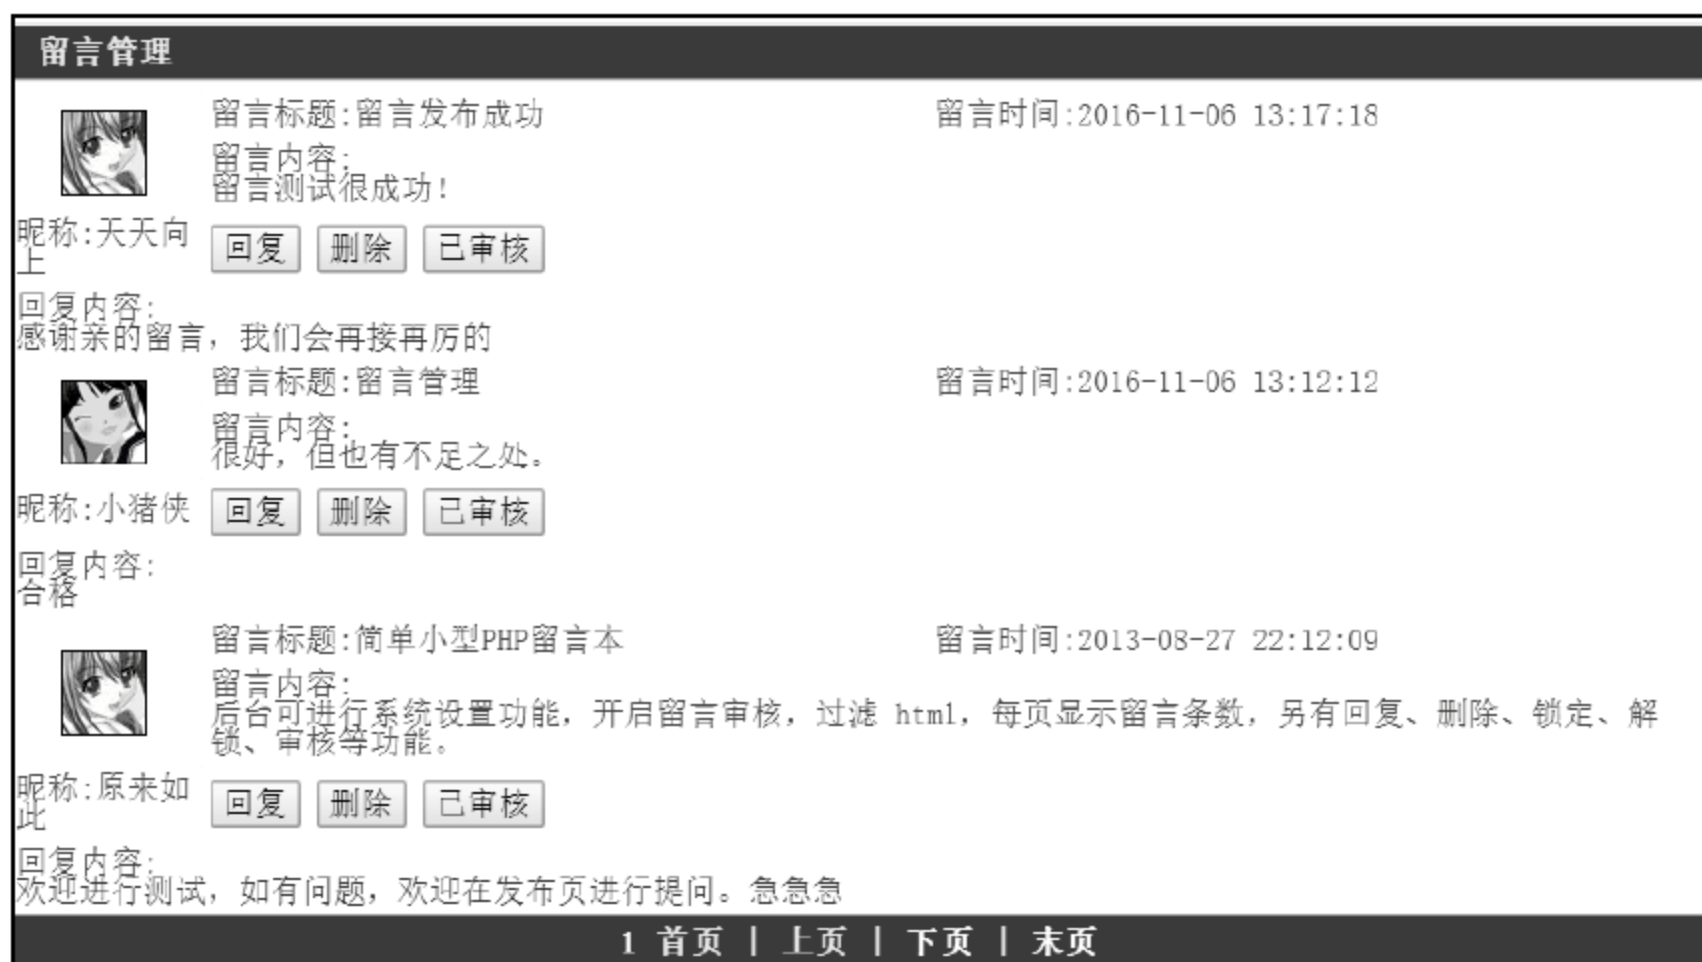 留言管理
留言标题:留言发布成功 留言时间:2016-11-06 13:17:18
留言内容:
留言测试很成功!
昵称:天天向
上
回复 删除 已审核
回复内容:
感谢亲的留言，我们会再接再厉的
留言标题:留言管理 留言时间:2016-11-06 13:12:12
留言内容:
很好，但也有不足之处。
昵称:小猪侠 回复 删除 已审核
回复内容:
合格
留言标题:简单小型PHP留言本 留言时间:2013-08-27 22:12:09
留言内容:
后台可进行系统设置功能，开启留言审核，过滤 html，每页显示留言条数，另有回复、删除、锁定、解
锁、审核等功能。
昵称:原来如
此
回复 删除 已审核
回复内容:
欢迎进行测试，如有问题，欢迎在发布页进行提问。急急急
1 首页 | 上页 | 下页 | 末页